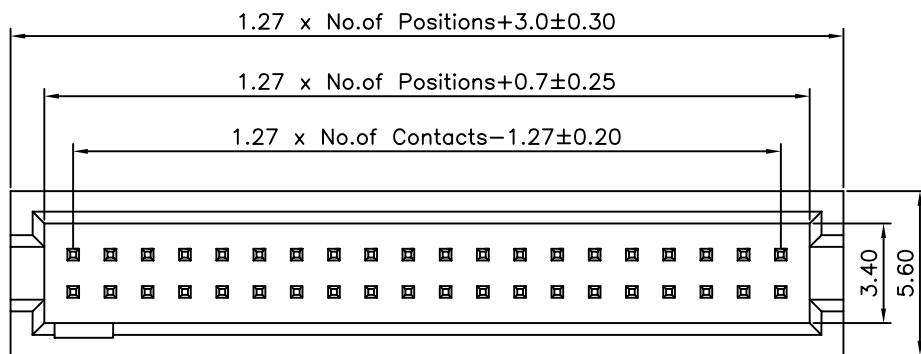 1.27 x No.of Positions+3.0±0.30
1.27 x No.of Positions+0.7±0.25
1.27 x No.of Contacts−1.27±0.20
3.40
5.60